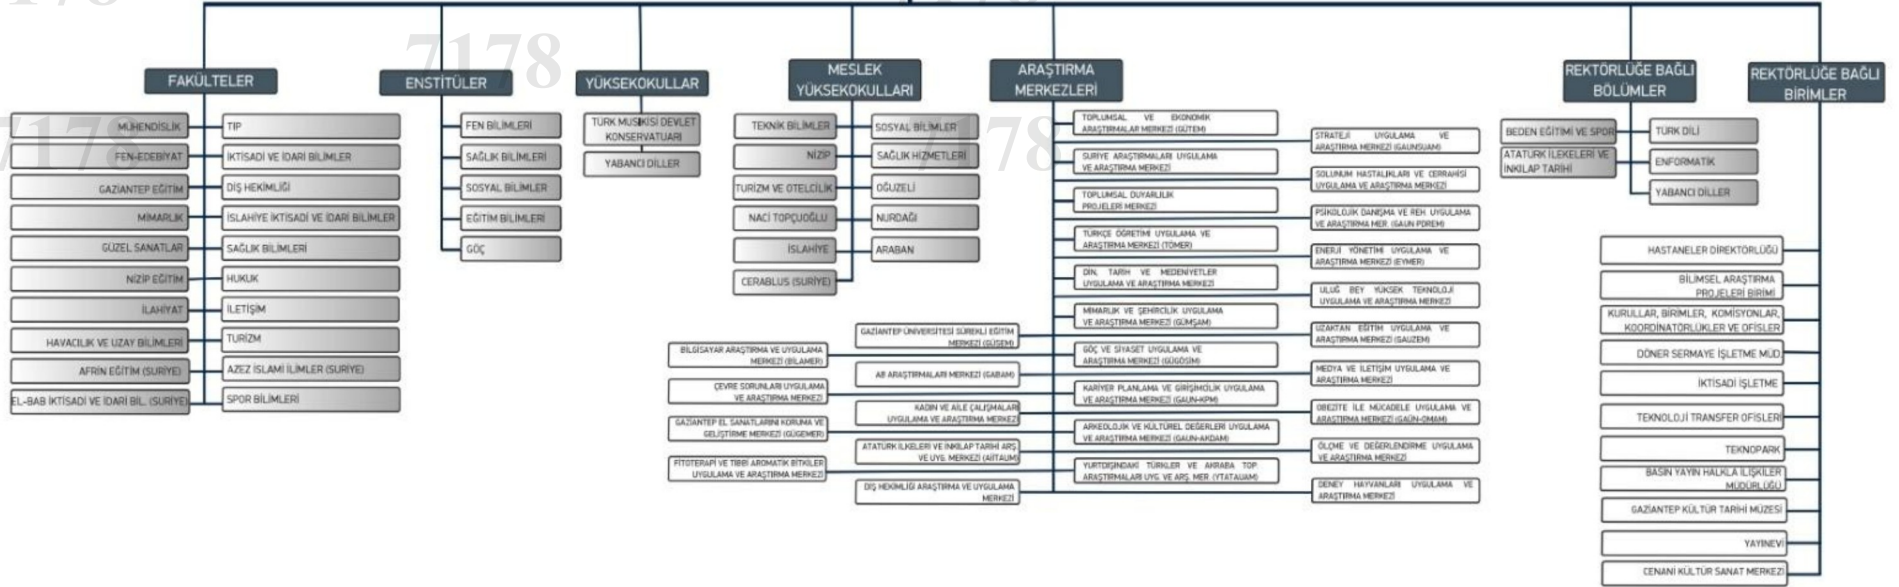 7178
7178
7178
7178
7178
FAKÜLTELER
MÜHENDİSLİK
FEN-EDEBİYAT
GAZİANTEP EĞİTİM
MİMARLIK
GÜZEL SANATLAR
NİZİP EĞİTİM
İLAHİYAT
HAVACILIK VE UZAY BİLİMLERİ
AFRİN EĞİTİM (SURİYE)
EL-BAB İKTİSADİ VE İDARİ BİL. (SURİYE)
TIP
İKTİSADİ VE İDARİ BİLİMLER
DİŞ HEKİMLİĞİ
İSLAHİYE İKTİSADİ VE İDARİ BİLİMLER
SAĞLIK BİLİMLERİ
HUKUK
İLETİŞİM
TURİZM
AZEZ İSLAMİ İLİMLER (SURİYE)
SPOR BİLİMLERİ
ENSTİTÜLER
FEN BİLİMLERİ
SAĞLIK BİLİMLERİ
SOSYAL BİLİMLER
EĞİTİM BİLİMLERİ
GÖÇ
YÜKSEKOKULLAR
TÜRK MUSİKİSİ DEVLET
KONSERVATUARI
YABANCI DİLLER
MESLEK
YÜKSEKOKULLARI
TEKNİK BİLİMLER
NİZİP
TURİZM VE OTELCİLİK
NACİ TOPÇUOĞLU
İSLAHİYE
CERABLUS (SURİYE)
SOSYAL BİLİMLER
SAĞLIK HİZMETLERİ
OĞUZELİ
NURDAĞI
ARABAN
ARAŞTIRMA
MERKEZLERİ
TOPLUMSAL VE EKONOMİK
ARAŞTIRMALAR MERKEZİ (GÜTEM)
SURİYE ARAŞTIRMALARI UYGULAMA
VE ARAŞTIRMA MERKEZİ
TOPLUMSAL DUYARLILIK
PROJELERİ MERKEZİ
TÜRKÇE ÖĞRETİMİ UYGULAMA VE
ARAŞTIRMA MERKEZİ (TÖMER)
DİN, TARİH VE MEDENİYETLER
UYGULAMA VE ARAŞTIRMA MERKEZİ
MİMARLIK VE ŞEHİRCİLİK UYGULAMA
VE ARAŞTIRMA MERKEZİ (GÜMŞAM)
GÖÇ VE SİYASET UYGULAMA VE
ARAŞTIRMA MERKEZİ (GÜGÖSİM)
KARİYER PLANLAMA VE GİRİŞİMCİLİK UYGULAMA
VE ARAŞTIRMA MERKEZİ (GAUN-KPM)
ARKEOLOJİK VE KÜLTÜREL DEĞERLERİ UYGULAMA
VE ARAŞTIRMA MERKEZİ (GAUN-AKDAM)
YURTDIŞINDAKİ TÜRKLER VE AKRABA TOP.
ARAŞTIRMALARI UYG. VE ARŞ. MER. (YTATAUAM)
STRATEJİ UYGULAMA VE
ARAŞTIRMA MERKEZİ (GAUNSUAM)
SOLUNUM HASTALIKLARI VE CERRAHİSİ
UYGULAMA VE ARAŞTIRMA MERKEZİ
PSİKOLOJİK DANIŞMA VE REH. UYGULAMA
VE ARAŞTIRMA MER. (GAUN PDREM)
ENERJİ YÖNETİMİ UYGULAMA VE
ARAŞTIRMA MERKEZİ (EYMER)
ULUĞ BEY YÜKSEK TEKNOLOJİ
UYGULAMA VE ARAŞTIRMA MERKEZİ
UZAKTAN EĞİTİM UYGULAMA VE
ARAŞTIRMA MERKEZİ (GAUZEM)
MEDYA VE İLETİŞİM UYGULAMA VE
ARAŞTIRMA MERKEZİ
OBEZİTE İLE MÜCADELE UYGULAMA VE
ARAŞTIRMA MERKEZİ (GAÜN-OMAM)
ÖLÇME VE DEĞERLENDİRME UYGULAMA
VE ARAŞTIRMA MERKEZİ
DENEY HAYVANLARI UYGULAMA VE
ARAŞTIRMA MERKEZİ
GAZİANTEP ÜNİVERSİTESİ SÜREKLİ EĞİTİM
MERKEZİ (GÜSEM)
AB ARAŞTIRMALARI MERKEZİ (GABAM)
KADIN VE AİLE ÇALIŞMALARI
UYGULAMA VE ARAŞTIRMA MERKEZİ
ATATÜRK İLKELERİ VE İNKILAP TARİHİ ARŞ.
VE UYG. MERKEZİ (AİİTAUM)
DİŞ HEKİMLİĞİ ARAŞTIRMA VE UYGULAMA
MERKEZİ
BİLGİSAYAR ARAŞTIRMA VE UYGULAMA
MERKEZİ (BİLAMER)
ÇEVRE SORUNLARI UYGULAMA
VE ARAŞTIRMA MERKEZİ
GAZİANTEP EL SANATLARINI KORUMA VE
GELİŞTİRME MERKEZİ (GÜGEMER)
FİTOTERAPİ VE TIBBİ AROMATİK BİTKİLER
UYGULAMA VE ARAŞTIRMA MERKEZİ
REKTÖRLÜĞE BAĞLI
BÖLÜMLER
BEDEN EĞİTİMİ VE SPOR
ATATÜRK İLEKELERİ VE
İNKILAP TARİHİ
TÜRK DİLİ
ENFORMATİK
YABANCI DİLLER
REKTÖRLÜĞE BAĞLI
BİRİMLER
HASTANELER DİREKTÖRLÜĞÜ
BİLİMSEL ARAŞTIRMA
PROJELERİ BİRİMİ
KURULLAR, BİRİMLER, KOMİSYONLAR,
KOORDİNATÖRLÜKLER VE OFİSLER
DÖNER SERMAYE İŞLETME MÜD.
İKTİSADİ İŞLETME
TEKNOLOJİ TRANSFER OFİSLERİ
TEKNOPARK
BASIN YAYIN HALKLA İLİŞKİLER
MÜDÜRLÜĞÜ
GAZİANTEP KÜLTÜR TARİHİ MÜZESİ
YAYINEVİ
CENANİ KÜLTÜR SANAT MERKEZİ